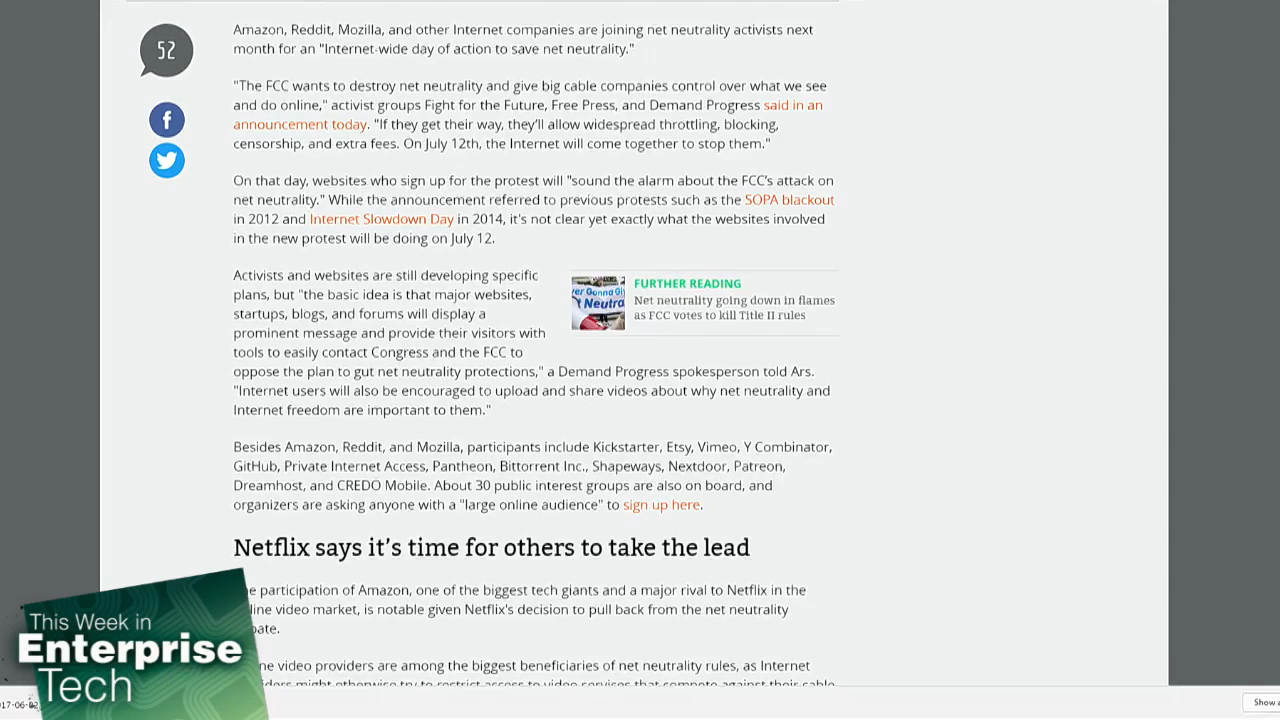 52
Amazon, Reddit, Mozilla, and other Internet companies are joining net neutrality activists next
month for an "Internet-wide day of action to save net neutrality."
"The FCC wants to destroy net neutrality and give big cable companies control over what we see
and do online," activist groups Fight for the Future, Free Press, and Demand Progress said in an
announcement today. "If they get their way, they'll allow widespread throttling, blocking,
censorship, and extra fees. On July 12th, the Internet will come together to stop them."
On that day, websites who sign up for the protest will "sound the alarm about the FCC's attack on
net neutrality." While the announcement referred to previous protests such as the SOPA blackout
in 2012 and Internet Slowdown Day in 2014, it's not clear yet exactly what the websites involved
in the new protest will be doing on July 12.
Activists and websites are still developing specific
plans, but "the basic idea is that major websites,
startups, blogs, and forums will display a
prominent message and provide their visitors with
tools to easily contact Congress and the FCC to
oppose the plan to gut net neutrality protections," a Demand Progress spokesperson told Ars.
"Internet users will also be encouraged to upload and share videos about why net neutrality and
Internet freedom are important to them."
FURTHER READING
Net neutrality going down in flames
as FCC votes to kill Title II rules
Besides Amazon, Reddit, and Mozilla, participants include Kickstarter, Etsy, Vimeo, Y Combinator,
GitHub, Private Internet Access, Pantheon, Bittorrent Inc., Shapeways, Nextdoor, Patreon,
Dreamhost, and CREDO Mobile. About 30 public interest groups are also on board, and
organizers are asking anyone with a "large online audience" to sign up here.
Netflix says it's time for others to take the lead
participation of Amazon, one of the biggest tech giants and a major rival to Netflix in the
video market, is notable given Netflix's decision to pull back from the net neutrality
video providers are among the biggest beneficiaries of net neutrality rules, as Internet
might otherwise try to restrict access to video services that compete against their cable
This Week in
Enterprise
Tech
Show